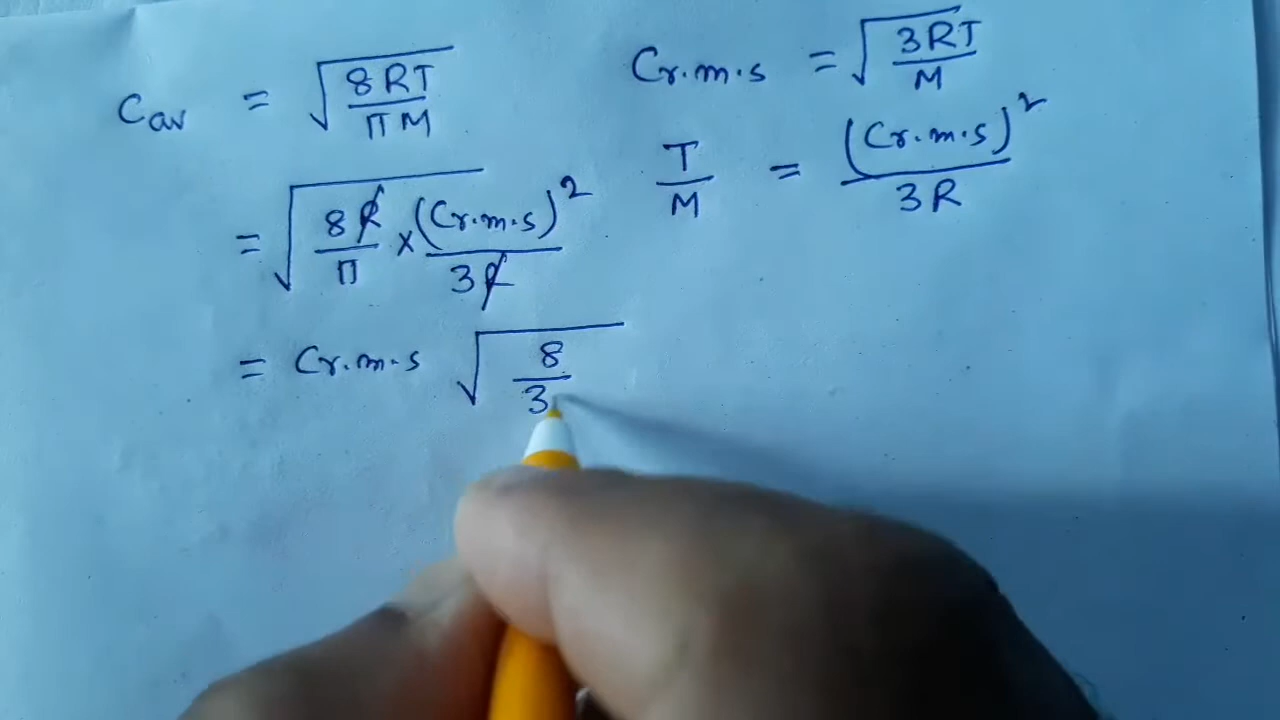 Cav = √(8RT/ΠM)
Cr.m.s = √(3RT/M)
= √(8R/Π × (Cr.m.s)²/3R)
T/M = (Cr.m.s)²/3R
= Cr.m.s √(8/3